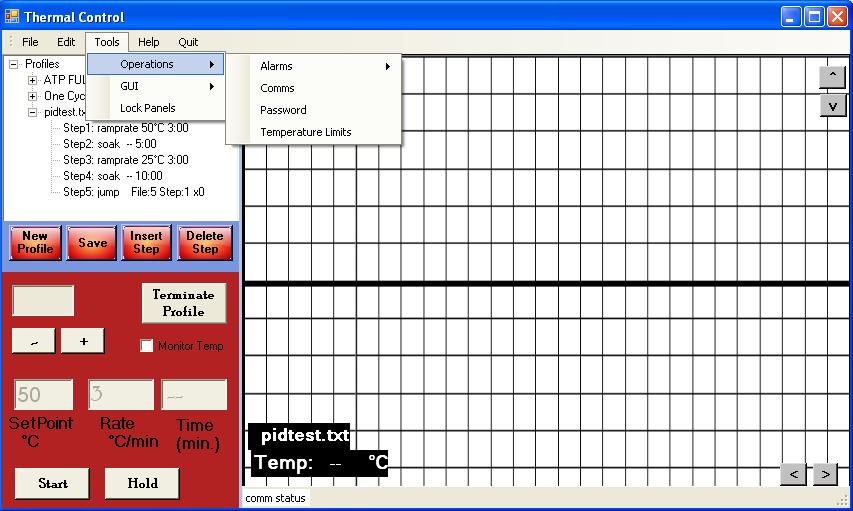 Thermal Control
File Edit Tools Help Quit
Profiles
ATP FUL
One Cyc
pidtest.tx
Step1: ramprate 50°C 3:00
Step2: soak -- 5:00
Step3: ramprate 25°C 3:00
Step4: soak -- 10:00
Step5: jump File:5 Step:1 x0
Operations
GUI
Lock Panels
Alarms
Comms
Password
Temperature Limits
^
v
New
Profile
Save
Insert
Step
Delete
Step
Terminate
Profile
~ +
Monitor Temp
50 3 --
SetPoint
°C
Rate
°C/min
Time
(min.)
Start Hold
pidtest.txt
Temp: -- °C
< >
comm status